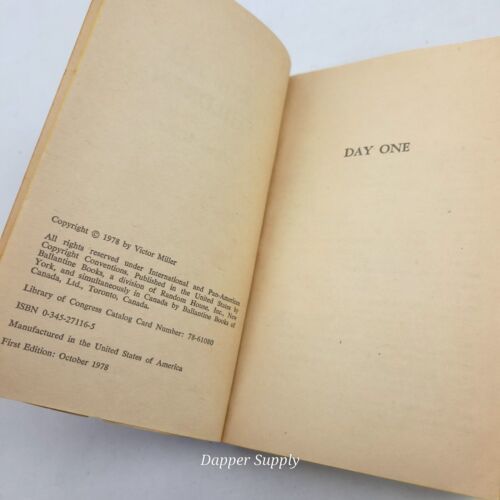 Copyright © 1978 by Victor Miller
All rights reserved under International and Pan-American
Copyright Conventions. Published in the United States by
Ballantine Books, a division of Random House, Inc., New
York, and simultaneously in Canada by Ballantine Books of
Canada, Ltd., Toronto, Canada.
Library of Congress Catalog Card Number: 78-61080
ISBN 0-345-27116-5
Manufactured in the United States of America
First Edition: October 1978
DAY ONE
Dapper Supply